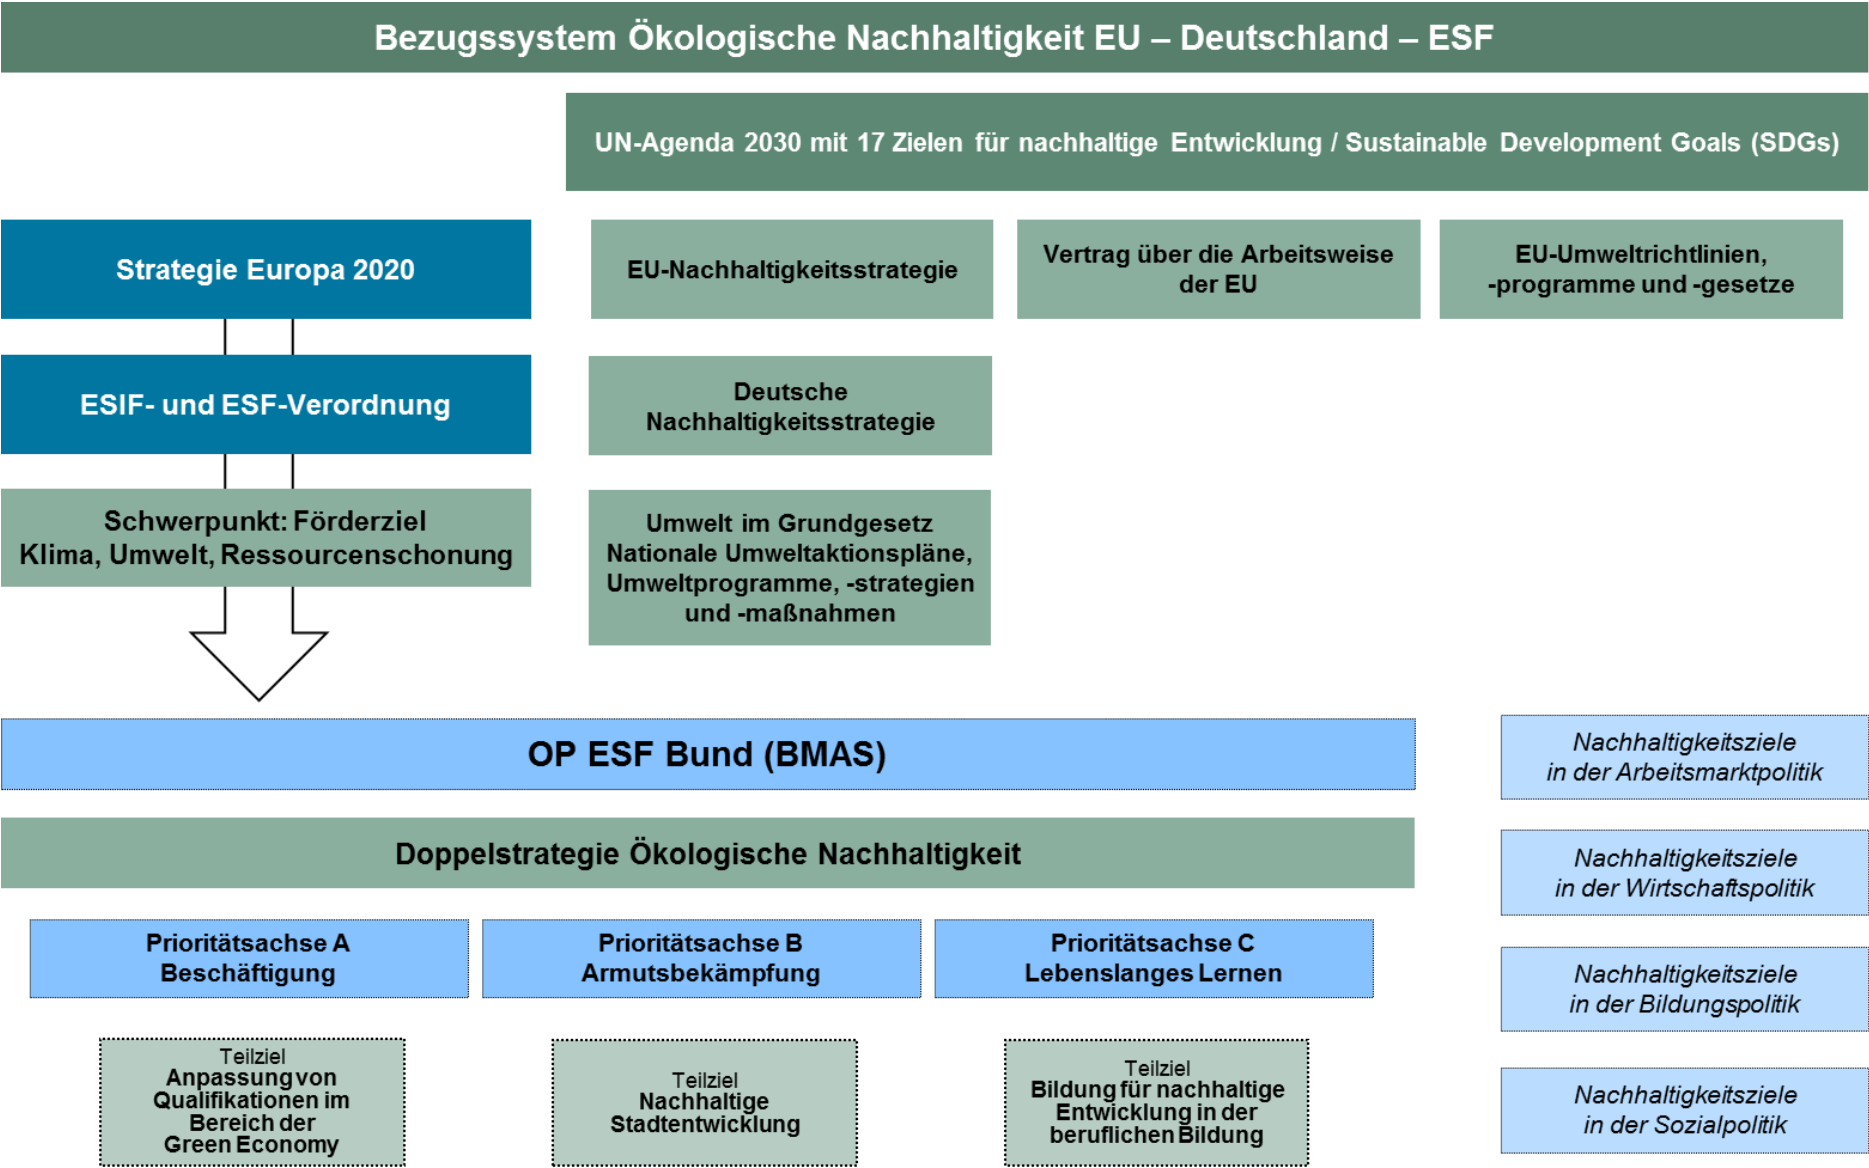 Bezugssystem Ökologische Nachhaltigkeit EU – Deutschland – ESF
UN-Agenda 2030 mit 17 Zielen für nachhaltige Entwicklung / Sustainable Development Goals (SDGs)
Strategie Europa 2020
EU-Nachhaltigkeitsstrategie
Vertrag über die Arbeitsweise
der EU
EU-Umweltrichtlinien,
-programme und -gesetze
ESIF- und ESF-Verordnung
Deutsche
Nachhaltigkeitsstrategie
Schwerpunkt: Förderziel
Klima, Umwelt, Ressourcenschonung
Umwelt im Grundgesetz
Nationale Umweltaktionspläne,
Umweltprogramme, -strategien
und -maßnahmen
OP ESF Bund (BMAS)
Nachhaltigkeitsziele
in der Arbeitsmarktpolitik
Doppelstrategie Ökologische Nachhaltigkeit
Nachhaltigkeitsziele
in der Wirtschaftspolitik
Prioritätsachse A
Beschäftigung
Prioritätsachse B
Armutsbekämpfung
Prioritätsachse C
Lebenslanges Lernen
Nachhaltigkeitsziele
in der Bildungspolitik
Teilziel
Anpassung von
Qualifikationen im
Bereich der
Green Economy
Teilziel
Nachhaltige
Stadtentwicklung
Teilziel
Bildung für nachhaltige
Entwicklung in der
beruflichen Bildung
Nachhaltigkeitsziele
in der Sozialpolitik